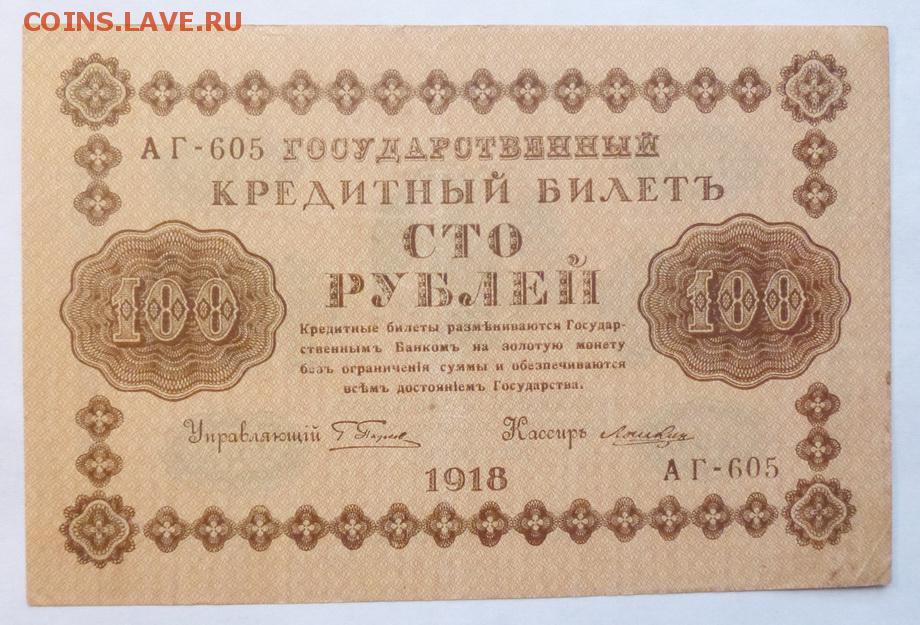 COINS.LAVE.RU
АГ-605 ГОСУДАРСТВЕННЫЙ
КРЕДИТНЫЙ БИЛЕТЪ
СТО
РУБЛЕЙ
100
100
Кредитные билеты размѣниваются Государ-
ственнымъ Банкомъ на золотую монету
безъ ограниченія суммы и обезпечиваются
всѣмъ достояніемъ Государства.
Управляющій
Кассиръ
1918
АГ-605